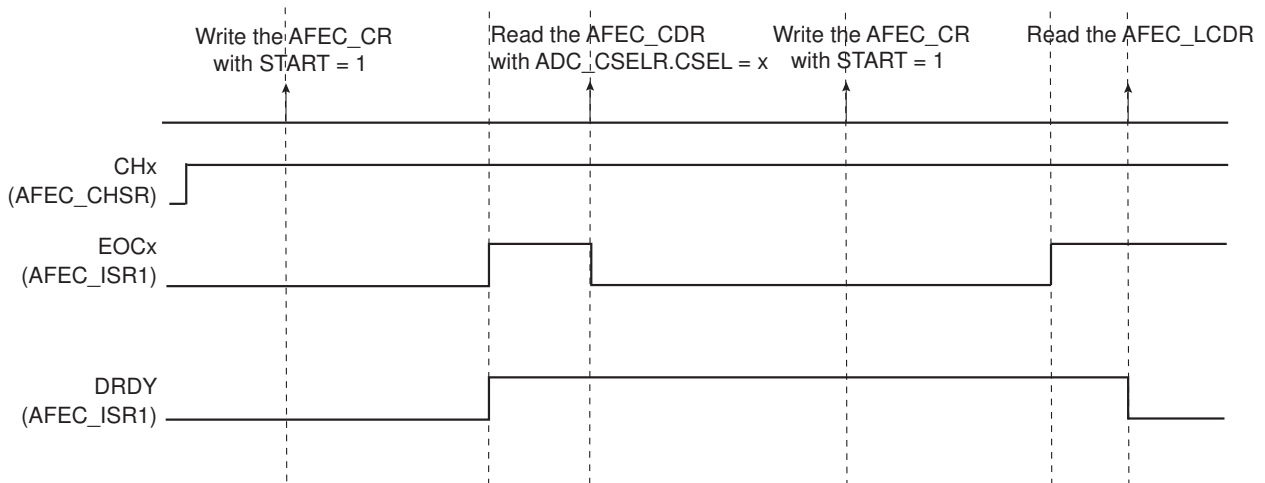 Write the AFEC_CR
with START = 1
Read the AFEC_CDR
with ADC_CSELR.CSEL = x
Write the AFEC_CR
with START = 1
Read the AFEC_LCDR
CHx
(AFEC_CHSR)
EOCx
(AFEC_ISR1)
DRDY
(AFEC_ISR1)